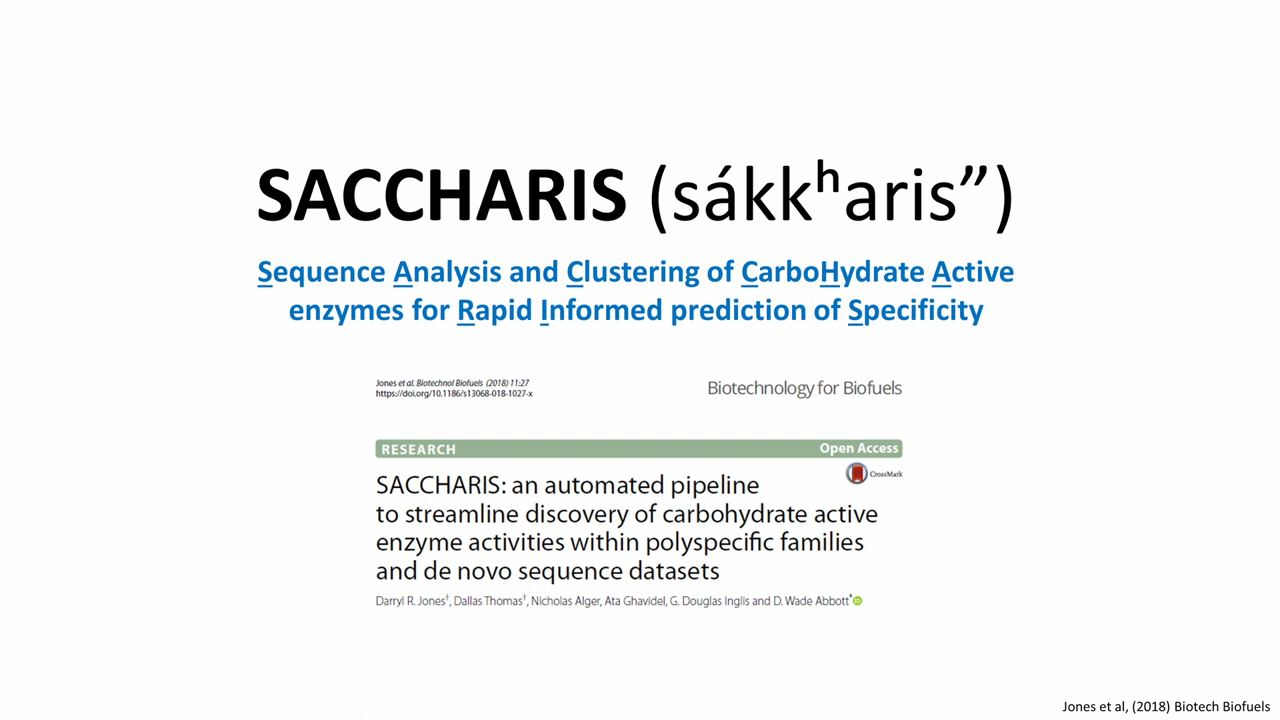 SACCHARIS (sákkʰaris”)
Sequence Analysis and Clustering of CarboHydrate Active
enzymes for Rapid Informed prediction of Specificity
Jones et al. Biotechnol Biofuels (2018) 11:27
https://doi.org/10.1186/s13068-018-1027-x
Biotechnology for Biofuels
RESEARCH
Open Access
CrossMark
SACCHARIS: an automated pipeline
to streamline discovery of carbohydrate active
enzyme activities within polyspecific families
and de novo sequence datasets
Darryl R. Jones†, Dallas Thomas†, Nicholas Alger, Ata Ghavidel, G. Douglas Inglis and D. Wade Abbott*
Jones et al, (2018) Biotech Biofuels